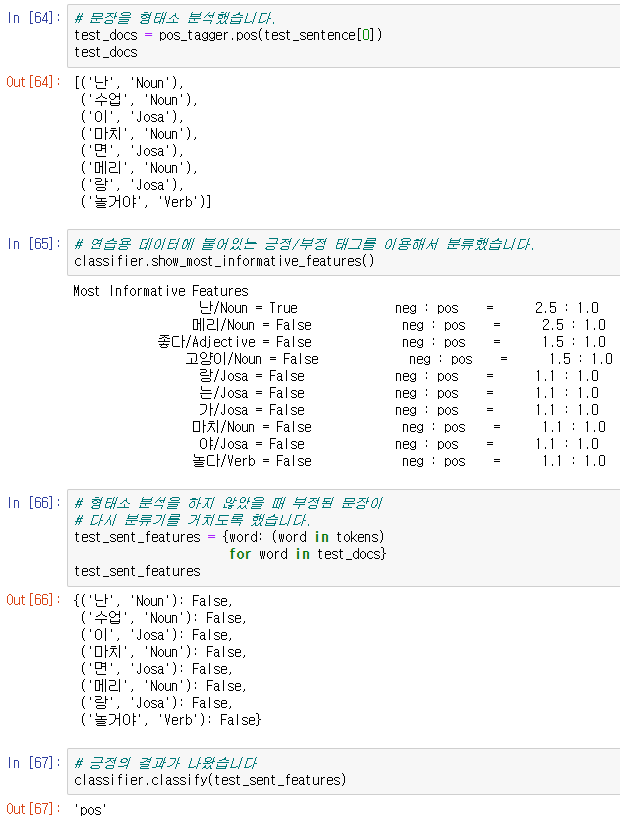 In [64]: # 문장을 형태소 분석했습니다.
test_docs = pos_tagger.pos(test_sentence[0])
test_docs
Out[64]: [('난', 'Noun'),
('수업', 'Noun'),
('이', 'Josa'),
('마치', 'Noun'),
('면', 'Josa'),
('메리', 'Noun'),
('랑', 'Josa'),
('놀거야', 'Verb')]
In [65]: # 연습용 데이터에 붙어있는 긍정/부정 태그를 이용해서 분류했습니다.
classifier.show_most_informative_features()
Most Informative Features
난/Noun = True neg : pos = 2.5 : 1.0
메리/Noun = False neg : pos = 2.5 : 1.0
좋다/Adjective = False neg : pos = 1.5 : 1.0
고양이/Noun = False neg : pos = 1.5 : 1.0
랑/Josa = False neg : pos = 1.1 : 1.0
는/Josa = False neg : pos = 1.1 : 1.0
가/Josa = False neg : pos = 1.1 : 1.0
마치/Noun = False neg : pos = 1.1 : 1.0
야/Josa = False neg : pos = 1.1 : 1.0
놀다/Verb = False neg : pos = 1.1 : 1.0
In [66]: # 형태소 분석을 하지 않았을 때 부정된 문장이
# 다시 분류기를 거치도록 했습니다.
test_sent_features = {word: (word in tokens)
for word in test_docs}
test_sent_features
Out[66]: {('난', 'Noun'): False,
('수업', 'Noun'): False,
('이', 'Josa'): False,
('마치', 'Noun'): False,
('면', 'Josa'): False,
('메리', 'Noun'): False,
('랑', 'Josa'): False,
('놀거야', 'Verb'): False}
In [67]: # 긍정의 결과가 나왔습니다
classifier.classify(test_sent_features)
Out[67]: 'pos'